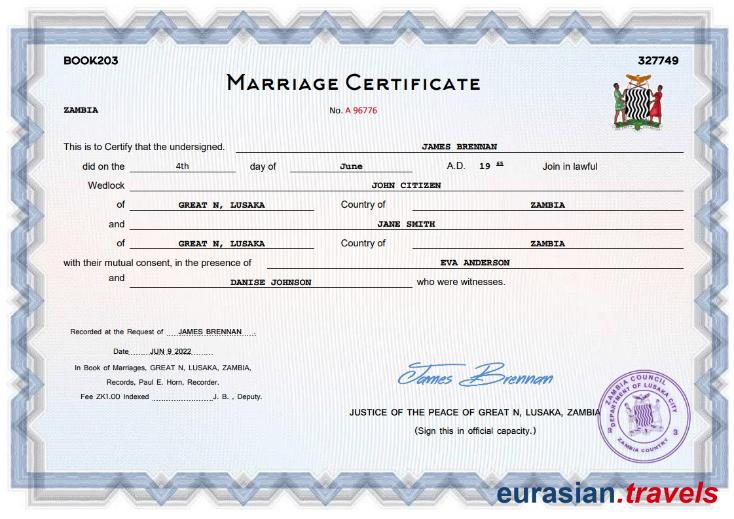 BOOK203
327749
MARRIAGE CERTIFICATE
ZAMBIA
No. A 96776
This is to Certify that the undersigned. JAMES BRENNAN
did on the 4th day of June A.D. 19 Join in lawful
Wedlock JOHN CITIZEN
of GREAT N, LUSAKA Country of ZAMBIA
and JANE SMITH
of GREAT N, LUSAKA Country of ZAMBIA
with their mutual consent, in the presence of EVA ANDERSON
and DANISE JOHNSON who were witnesses.
Recorded at the Request of JAMES BRENNAN .
Date JUN 9 2022
In Book of Marriages, GREAT N, LUSAKA, ZAMBIA,
Records, Paul E. Horn, Recorder.
Fee ZK1.00 Indexed J. B. , Deputy.
James Brennan
JUSTICE OF THE PEACE OF GREAT N, LUSAKA, ZAMBIA
(Sign this in official capacity.)
ZAMBIA COUNCIL
DEPARTMENT OF LUSAKA CITY
ZAMBIA COUNTRY
3
eurasian.travels